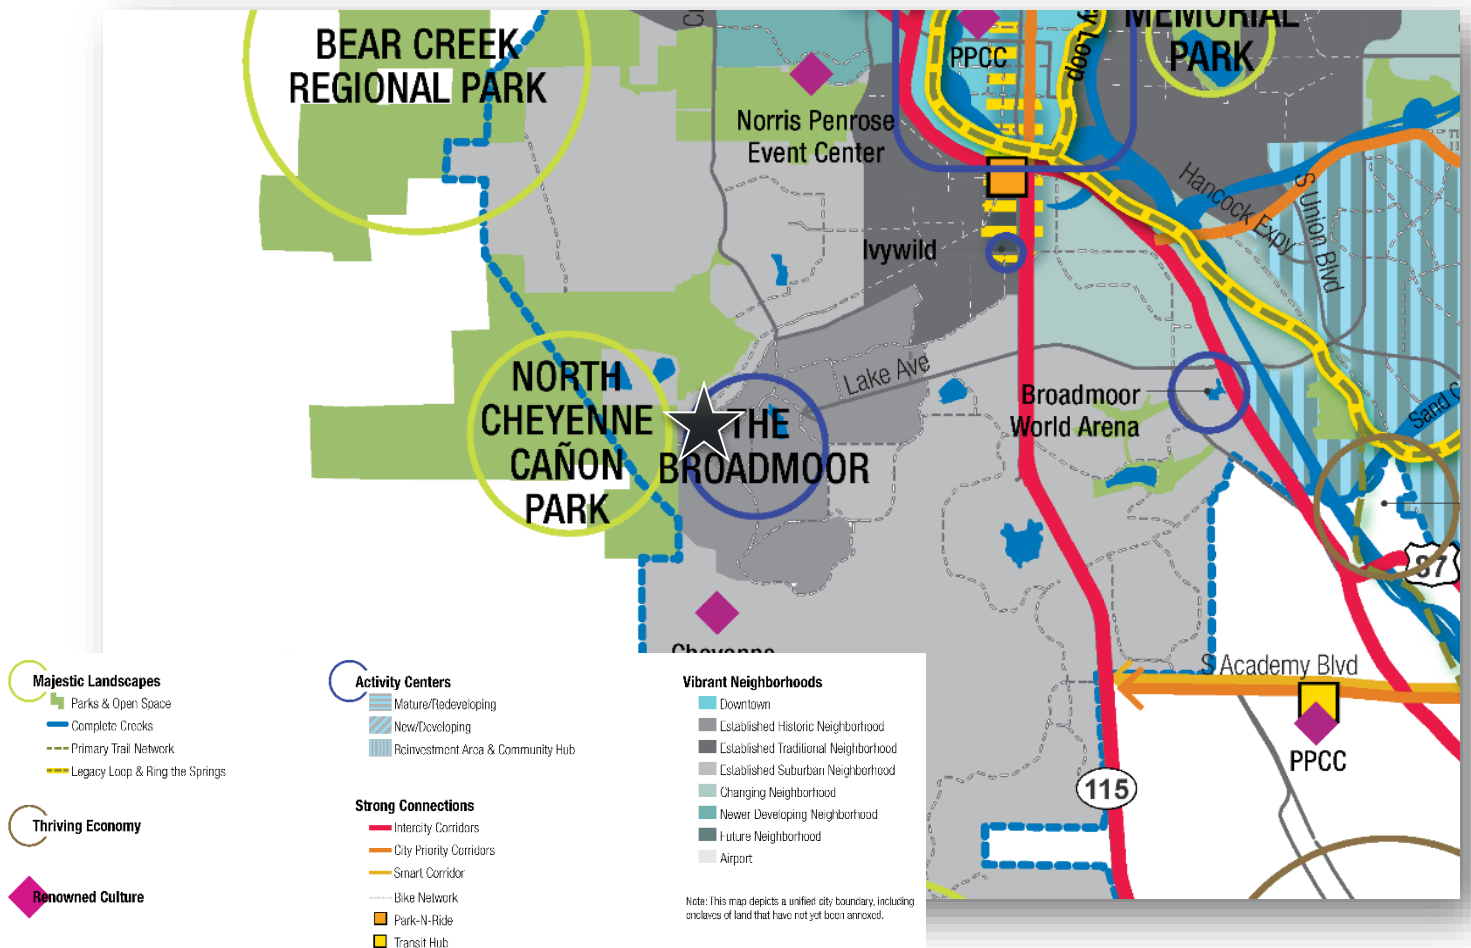 BEAR CREEK
REGIONAL PARK
PPCC
Loop
MEMORIAL
PARK
Norris Penrose
Event Center
Hancock Expy
S Union Blvd
Ivywild
Lake Ave
NORTH
CHEYENNE
CAÑON
PARK
THE
BROADMOOR
Broadmoor
World Arena
Sand C
87
Cheyenne
S Academy Blvd
PPCC
115
Majestic Landscapes
Parks & Open Space
Complete Creeks
Primary Trail Network
Legacy Loop & Ring the Springs
Thriving Economy
Renowned Culture
Activity Centers
Mature/Redeveloping
New/Developing
Reinvestment Area & Community Hub
Strong Connections
Intercity Corridors
City Priority Corridors
Smart Corridor
Bike Network
Park-N-Ride
Transit Hub
Vibrant Neighborhoods
Downtown
Established Historic Neighborhood
Established Traditional Neighborhood
Established Suburban Neighborhood
Changing Neighborhood
Newer Developing Neighborhood
Future Neighborhood
Airport
Note: This map depicts a unified city boundary, including
enclaves of land that have not yet been annexed.